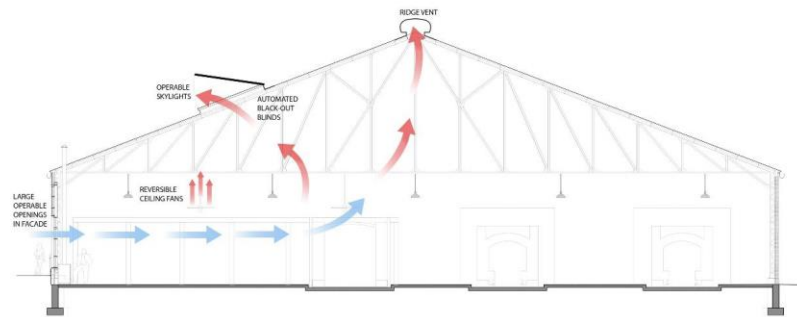 RIDGE VENT
OPERABLE
SKYLIGHTS
AUTOMATED
BLACK-OUT
BLINDS
LARGE
OPERABLE
OPENINGS
IN FACADE
REVERSIBLE
CEILING FANS